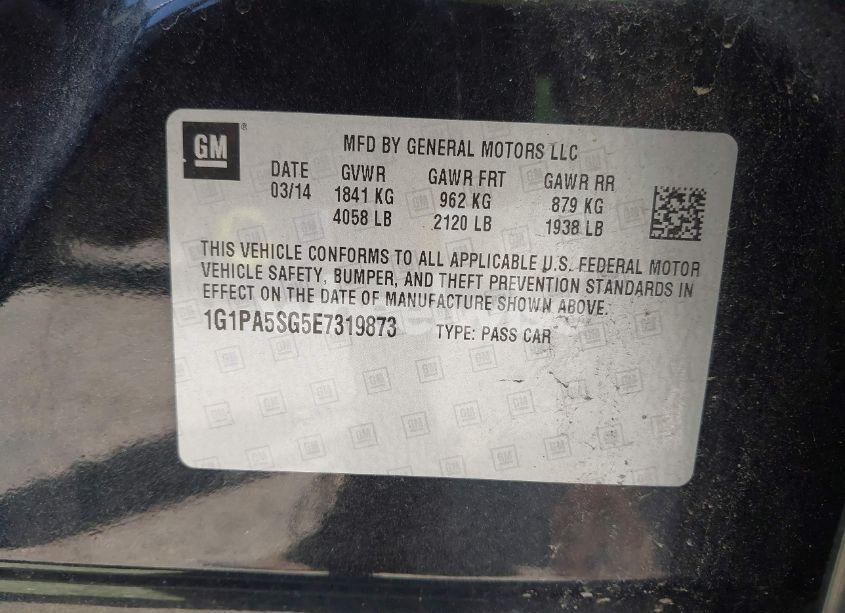 GM ® MFD BY GENERAL MOTORS LLC
DATE GVWR GAWR FRT GAWR RR
03/14 1841 KG 962 KG 879 KG
4058 LB 2120 LB 1938 LB
THIS VEHICLE CONFORMS TO ALL APPLICABLE U.S. FEDERAL MOTOR
VEHICLE SAFETY, BUMPER, AND THEFT PREVENTION STANDARDS IN
EFFECT ON THE DATE OF MANUFACTURE SHOWN ABOVE.
1G1PA5SG5E7319873 TYPE: PASS CAR